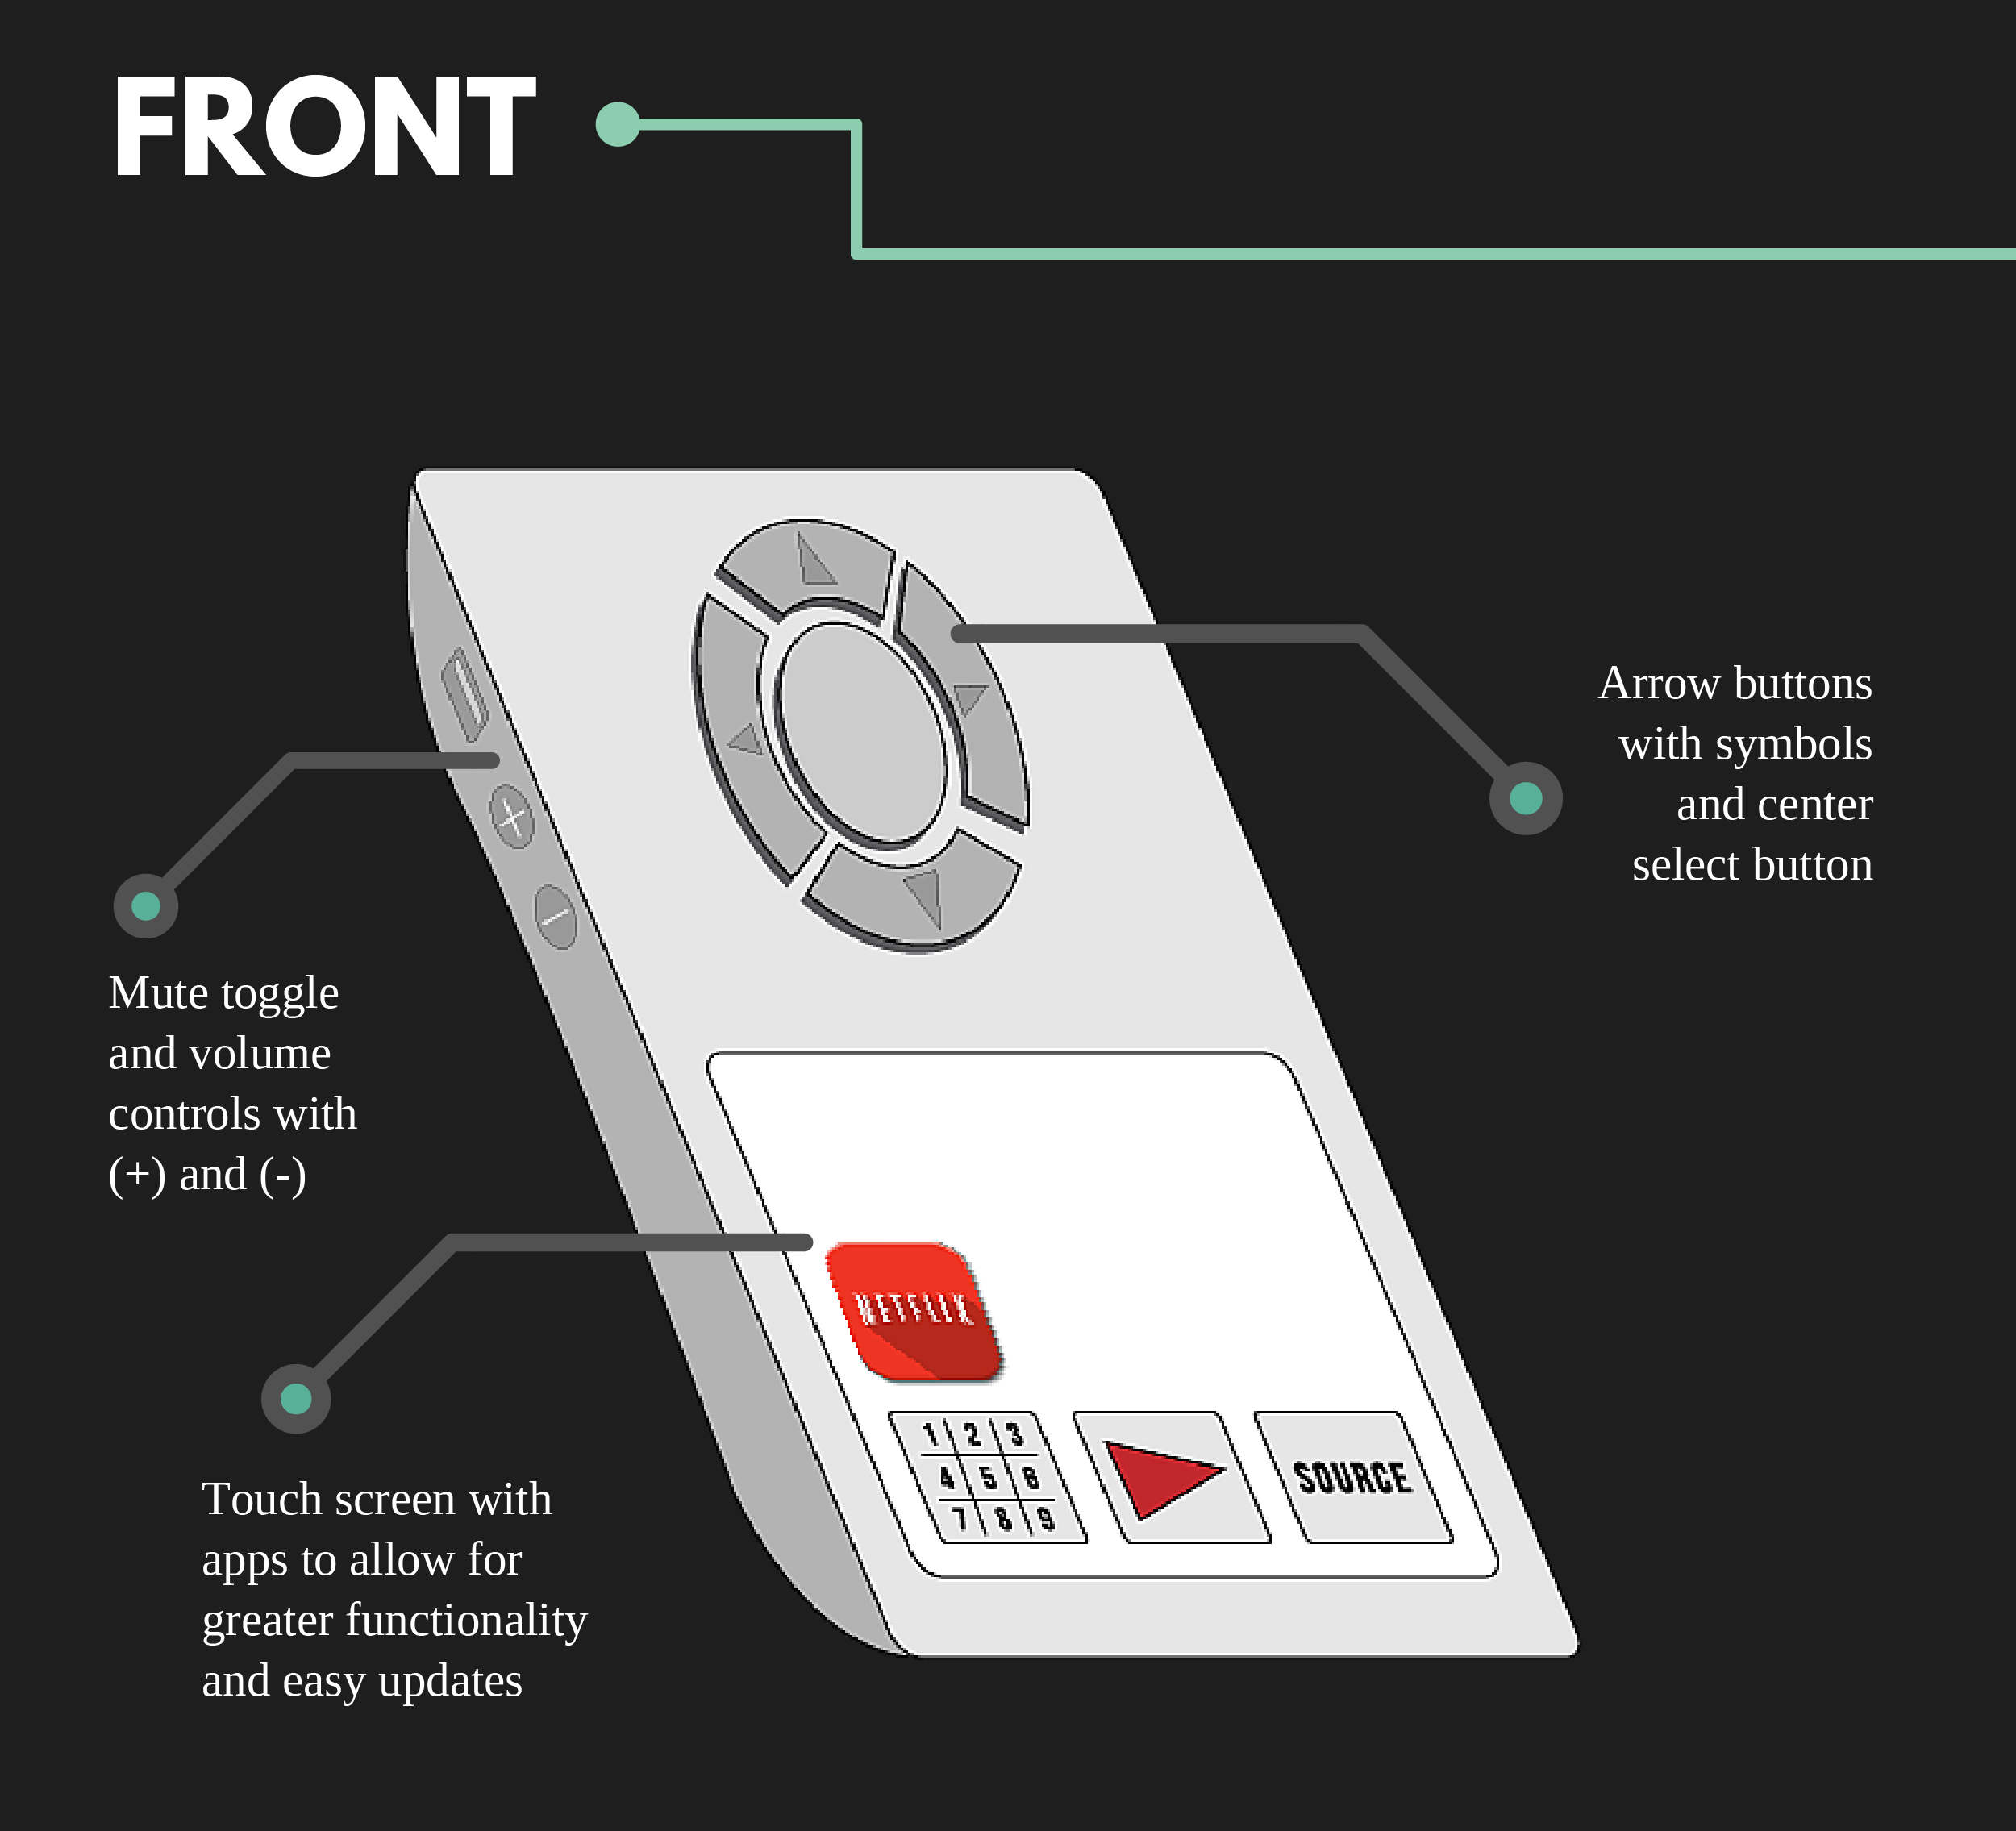 FRONT
Arrow buttons
with symbols
and center
select button
Mute toggle
and volume
controls with
(+) and (-)
NETFLIX
1 2 3
4 5 6
7 8 9
SOURCE
Touch screen with
apps to allow for
greater functionality
and easy updates